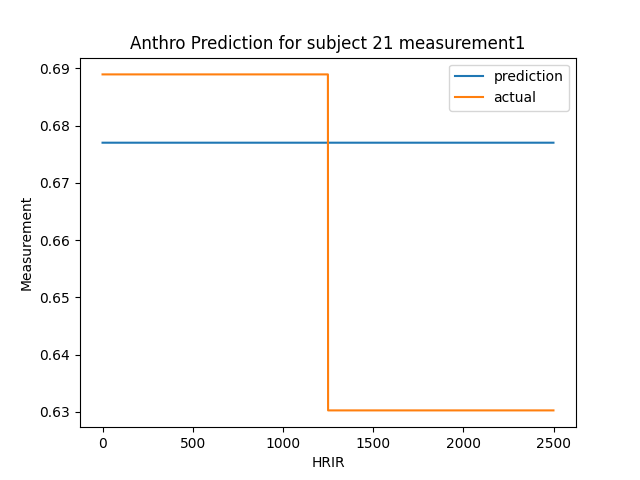 Anthro Prediction for subject 21 measurement1
prediction
actual
0.69
0.68
0.67
0.66
0.65
0.64
0.63
Measurement
0 500 1000 1500 2000 2500
HRIR